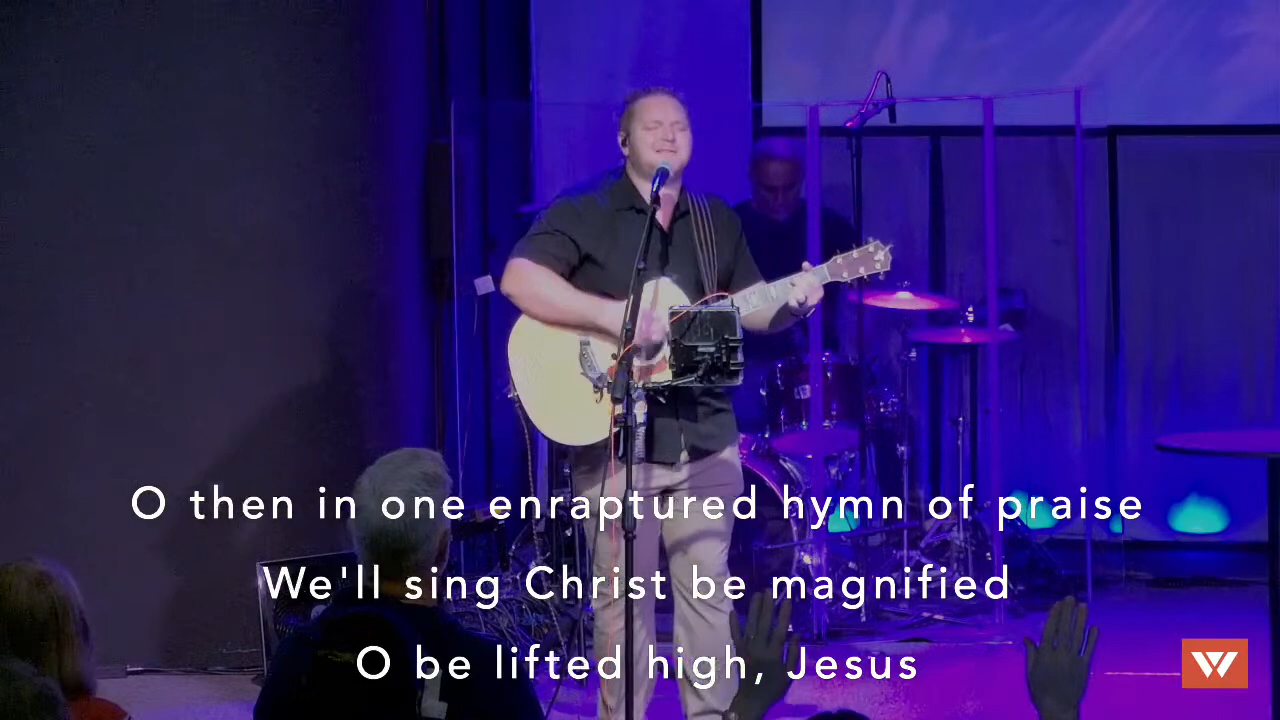 O then in one enraptured hymn of praise
We'll sing Christ be magnified
O be lifted high, Jesus
W